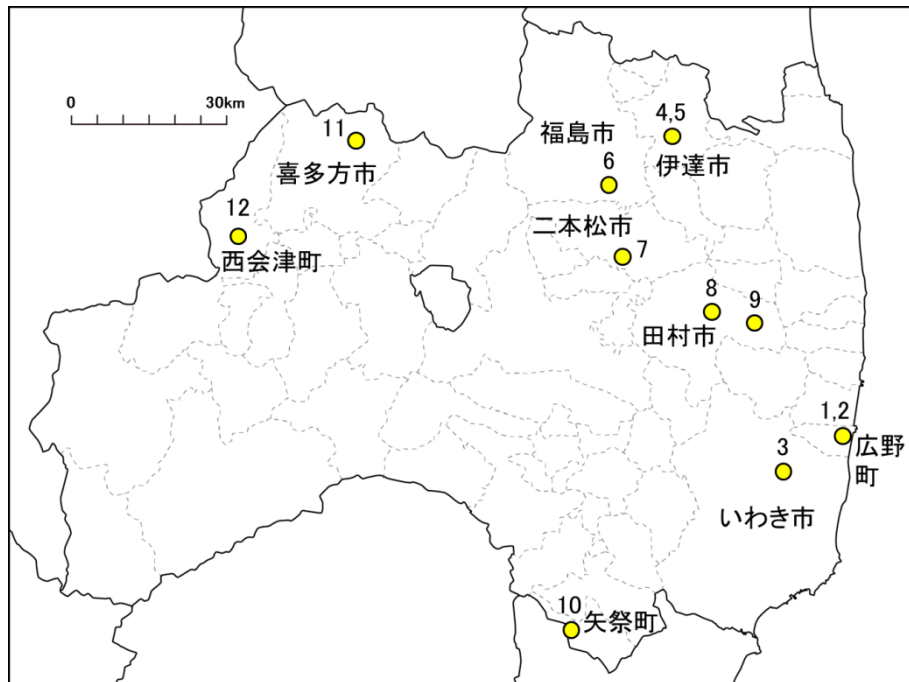 0 30km
4,5
福島市
11
伊達市
喜多方市
6
12
二本松市
7
西会津町
8
9
田村市
1,2
広野
町
3
いわき市
10
矢祭町